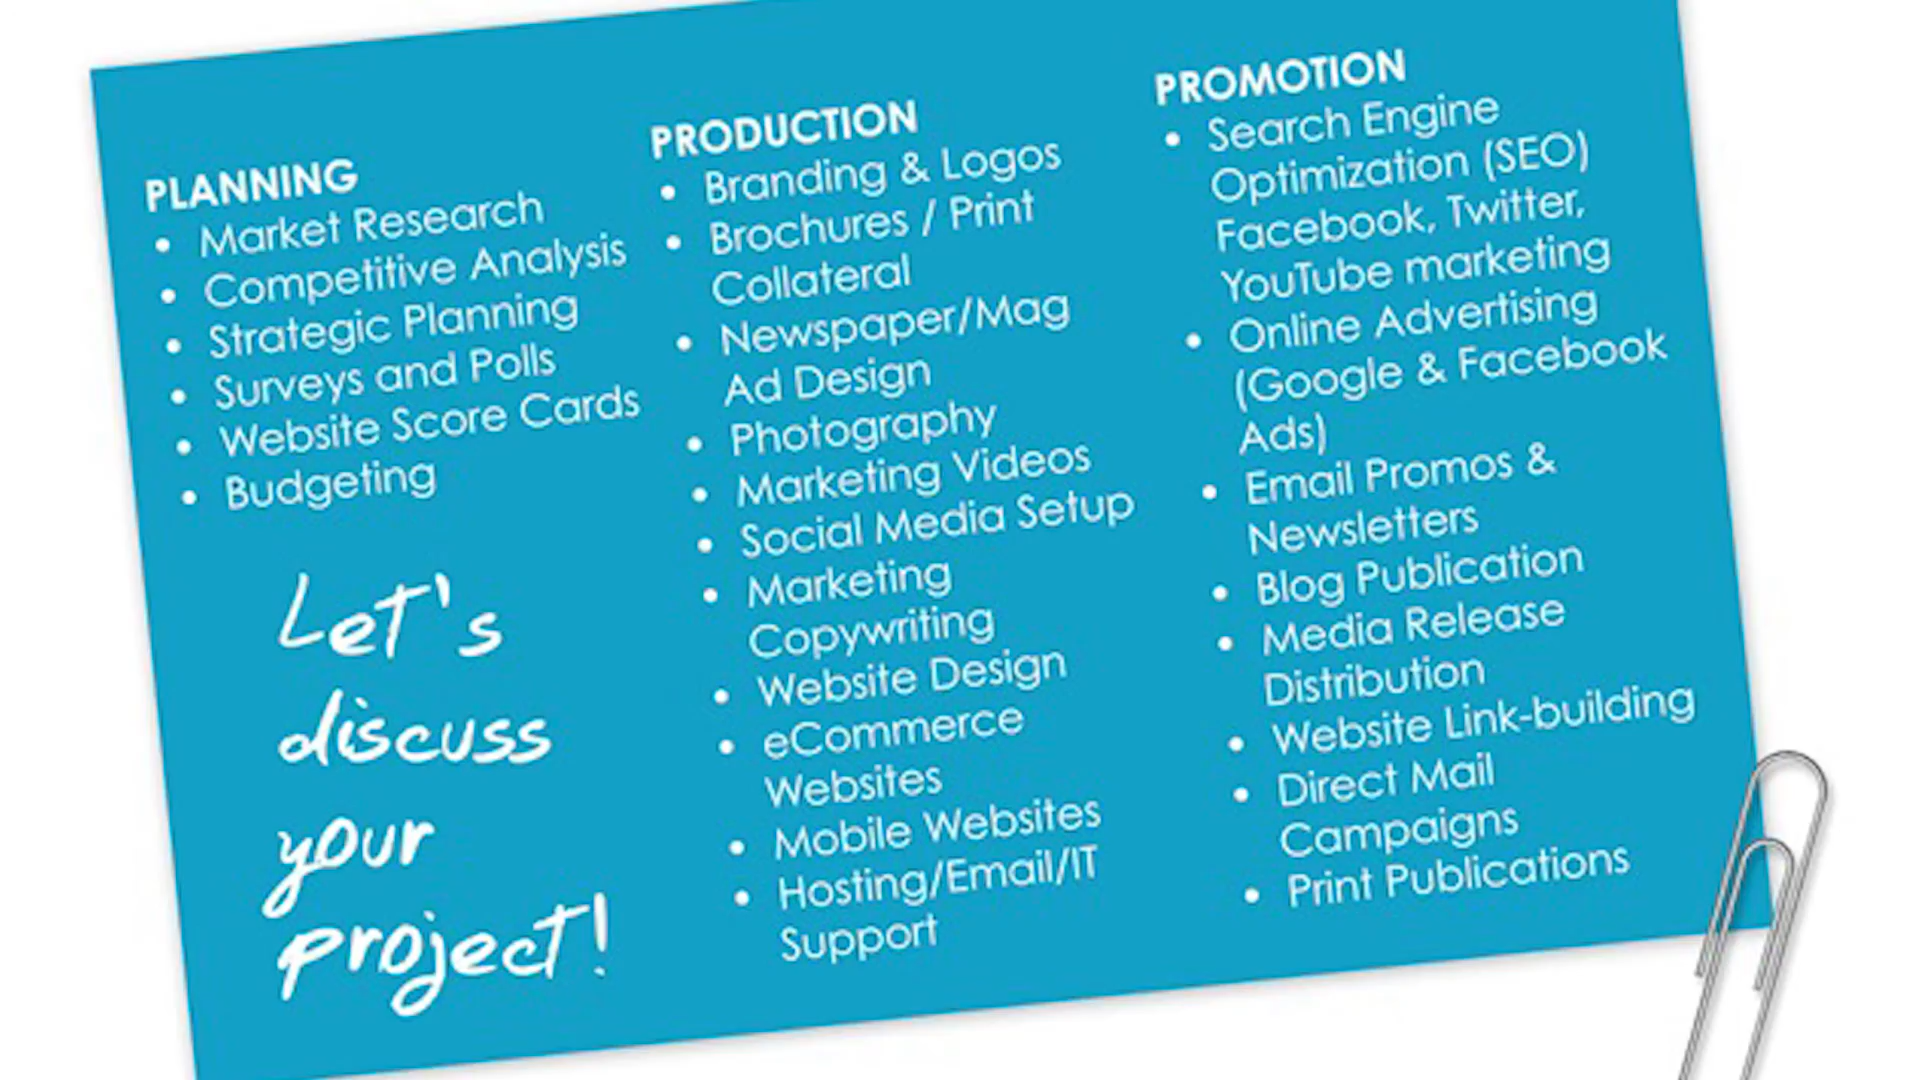 PLANNING
• Market Research
• Competitive Analysis
• Strategic Planning
• Surveys and Polls
• Website Score Cards
• Budgeting
Let's
discuss
your
project!
PRODUCTION
• Branding & Logos
• Brochures / Print
Collateral
• Newspaper/Mag
Ad Design
• Photography
• Marketing Videos
• Social Media Setup
• Marketing
Copywriting
• Website Design
• eCommerce
Websites
• Mobile Websites
• Hosting/Email/IT
Support
PROMOTION
• Search Engine
Optimization (SEO)
Facebook, Twitter,
YouTube marketing
• Online Advertising
(Google & Facebook
Ads)
• Email Promos &
Newsletters
• Blog Publication
• Media Release
Distribution
• Website Link-building
• Direct Mail
Campaigns
• Print Publications